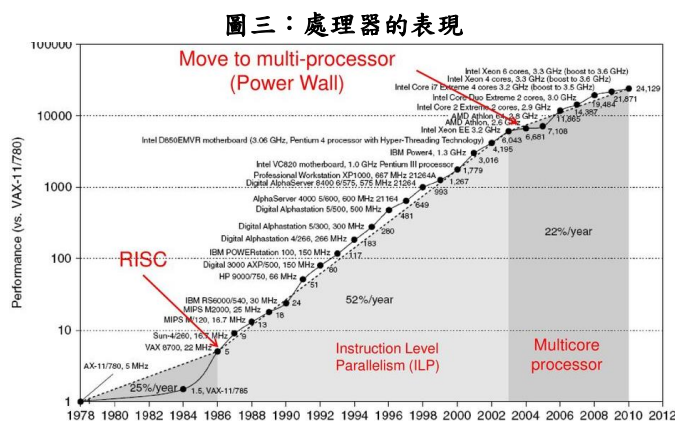 圖三：處理器的表現
Move to multi-processor
(Power Wall)
Intel Xeon 6 cores, 3.3 GHz (boost to 3.6 GHz)
Intel Xeon 4 cores, 3.3 GHz (boost to 3.6 GHz)
Intel Core i7 Extreme 4 cores 3.2 GHz (boost to 3.5 GHz)
Intel Core Duo Extreme 2 cores, 3.0 GHz
Intel Core 2 Extreme 2 cores, 2.9 GHz
AMD Athlon 64, 2.8 GHz
AMD Athlon, 2.6 GHz
Intel Xeon EE 3.2 GHz
Intel D850EMVR motherboard (3.06 GHz, Pentium 4 processor with Hyper-Threading Technology)
IBM Power4, 1.3 GHz
Intel VC820 motherboard, 1.0 GHz Pentium III processor
Professional Workstation XP1000, 667 MHz 21264A
Digital AlphaServer 8400 6/575, 575 MHz 21264
AlphaServer 4000 5/600, 600 MHz 21164
Digital Alphastation 5/500, 500 MHz
Digital Alphastation 5/300, 300 MHz
Digital Alphastation 4/266, 266 MHz
IBM POWERstation 100, 150 MHz
Digital 3000 AXP/500, 150 MHz
HP 9000/750, 66 MHz
IBM RS6000/540, 30 MHz
MIPS M2000, 25 MHz
MIPS M/120, 16.7 MHz
Sun-4/260, 16.7 MHz
VAX 8700, 22 MHz
AX-11/780, 5 MHz
24,129
21,871
19,484
14,387
11,865
7,108
6,681
6,043
4,195
3,016
1,779
1,267
993
649
481
280
183
117
80
51
24
18
13
9
5
1.5, VAX-11/785
RISC
25%/year
52%/year
22%/year
Instruction Level
Parallelism (ILP)
Multicore
processor
Performance (vs. VAX-11/780)
100000
10000
1000
100
10
1
1978 1980 1982 1984 1986 1988 1990 1992 1994 1996 1998 2000 2002 2004 2006 2008 2010 2012